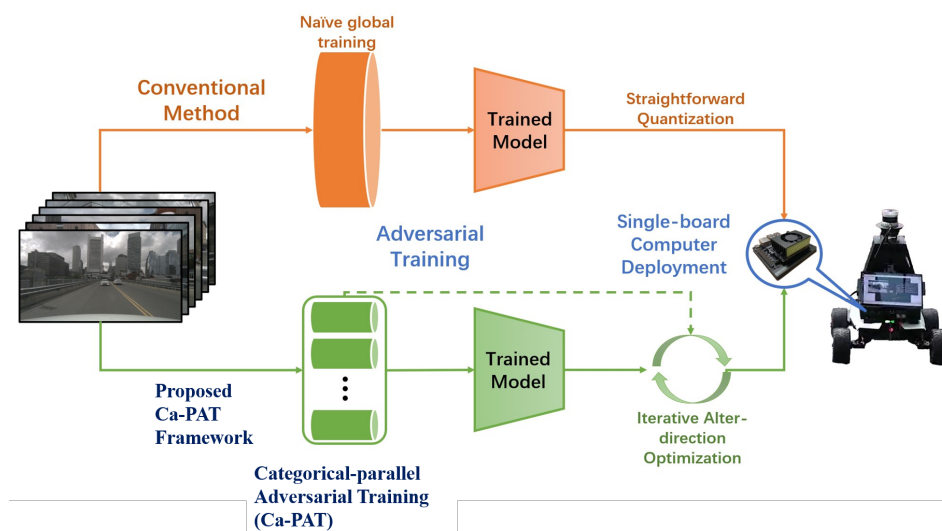 Naïve global
training
Conventional
Method
Trained
Model
Straightforward
Quantization
Adversarial
Training
Single-board
Computer
Deployment
Trained
Model
Proposed
Ca-PAT
Framework
Iterative Alter-
direction
Optimization
Categorical-parallel
Adversarial Training
(Ca-PAT)